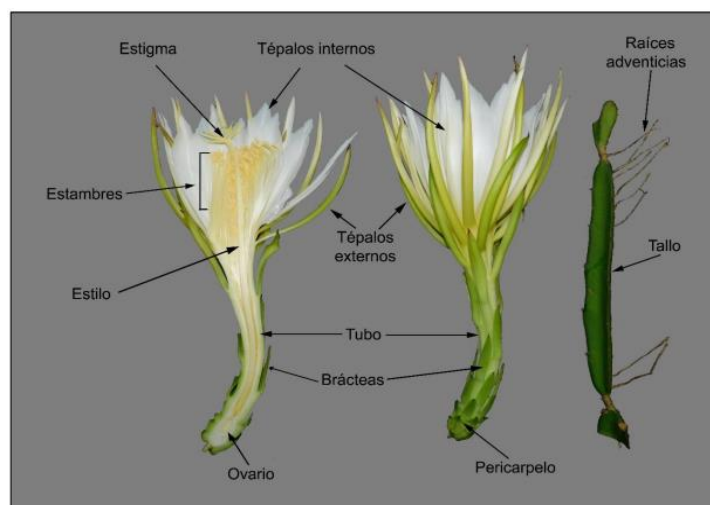 Estigma
Tépalos internos
Raíces
adventicias
Estambres
Tépalos
externos
Tallo
Estilo
Tubo
Brácteas
Ovario
Pericarpelo